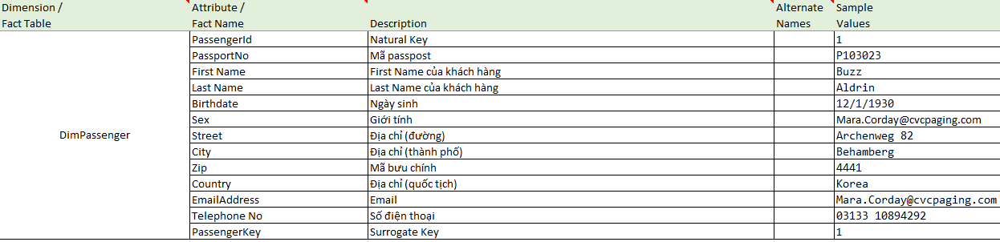 Dimension / Attribute / Alternate Sample
Fact Table Fact Name Description Names Values
PassengerId Natural Key 1
PassportNo Mã passpost P103023
First Name First Name của khách hàng Buzz
Last Name Last Name của khách hàng Aldrin
Birthdate Ngày sinh 12/1/1930
Sex Giới tính Mara.Corday@cvcpaging.com
DimPassenger Street Địa chỉ (đường) Archenweg 82
City Địa chỉ (thành phố) Behamberg
Zip Mã bưu chính 4441
Country Địa chỉ (quốc tịch) Korea
EmailAddress Email Mara.Corday@cvcpaging.com
Telephone No Số điện thoại 03133 10894292
PassengerKey Surrogate Key 1